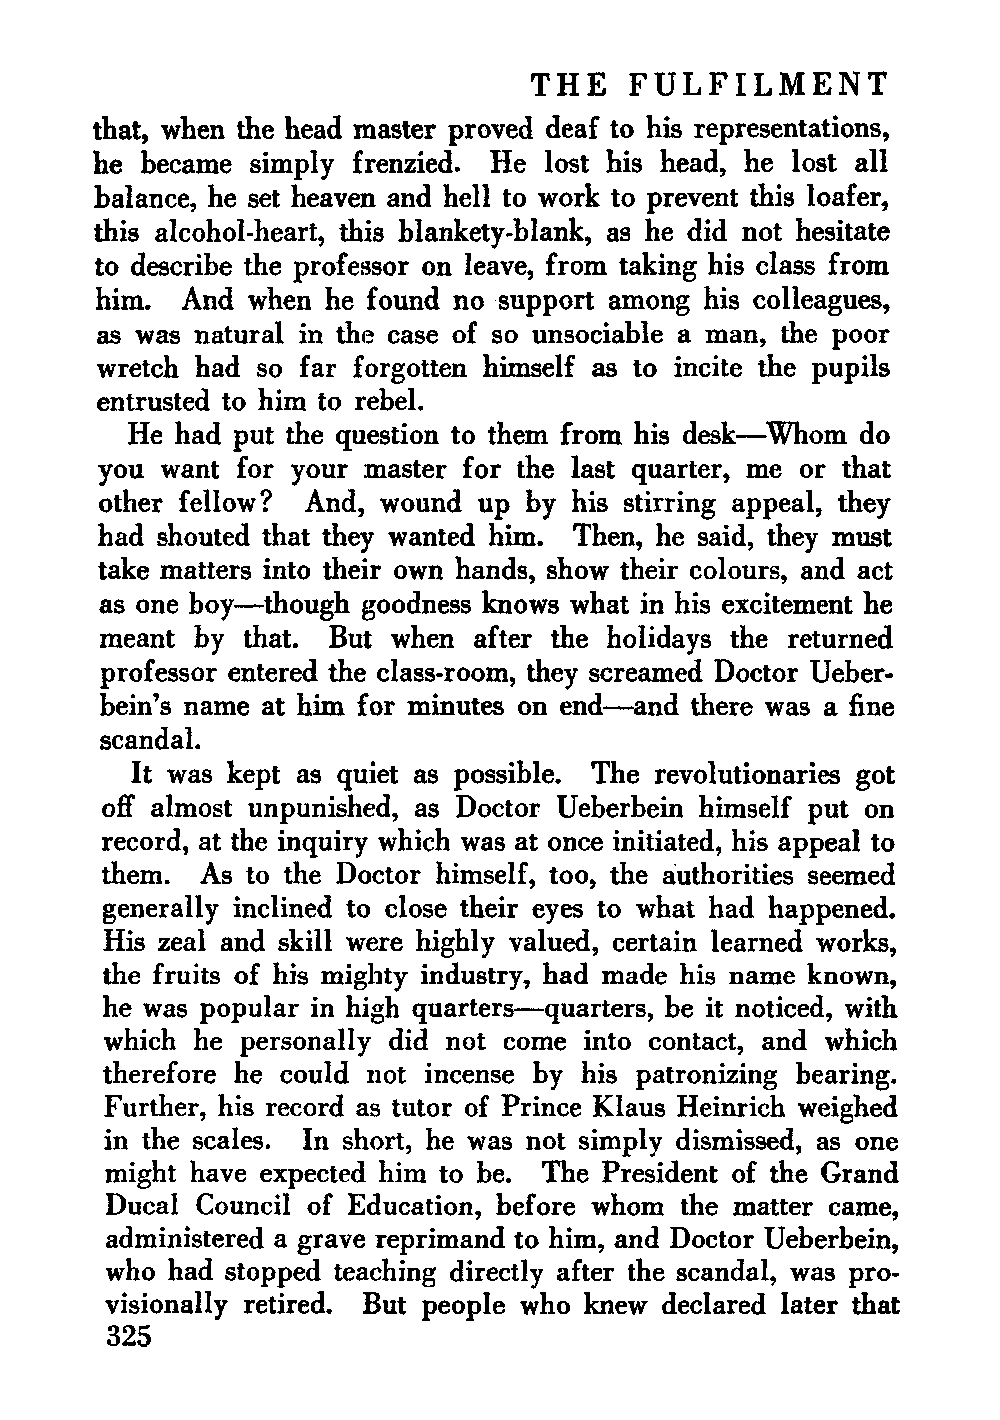 THE FULFILMENT
that, when the head master proved deaf to his representations,
he became simply frenzied. He lost his head, he lost all
balance, he set heaven and hell to work to prevent this loafer,
this alcohol-heart, this blankety-blank, as he did not hesitate
to describe the professor on leave, from taking his class from
him. And when he found no support among his colleagues,
as was natural in the case of so unsociable a man, the poor
wretch had so far forgotten himself as to incite the pupils
entrusted to him to rebel.
He had put the question to them from his desk—Whom do
you want for your master for the last quarter, me or that
other fellow? And, wound up by his stirring appeal, they
had shouted that they wanted him. Then, he said, they must
take matters into their own hands, show their colours, and act
as one boy—though goodness knows what in his excitement he
meant by that. But when after the holidays the returned
professor entered the class-room, they screamed Doctor Ueber-
bein's name at him for minutes on end—and there was a fine
scandal.
It was kept as quiet as possible. The revolutionaries got
off almost unpunished, as Doctor Ueberbein himself put on
record, at the inquiry which was at once initiated, his appeal to
them. As to the Doctor himself, too, the authorities seemed
generally inclined to close their eyes to what had happened.
His zeal and skill were highly valued, certain learned works,
the fruits of his mighty industry, had made his name known,
he was popular in high quarters—quarters, be it noticed, with
which he personally did not come into contact, and which
therefore he could not incense by his patronizing bearing.
Further, his record as tutor of Prince Klaus Heinrich weighed
in the scales. In short, he was not simply dismissed, as one
might have expected him to be. The President of the Grand
Ducal Council of Education, before whom the matter came,
administered a grave reprimand to him, and Doctor Ueberbein,
who had stopped teaching directly after the scandal, was pro-
visionally retired. But people who knew declared later that
325